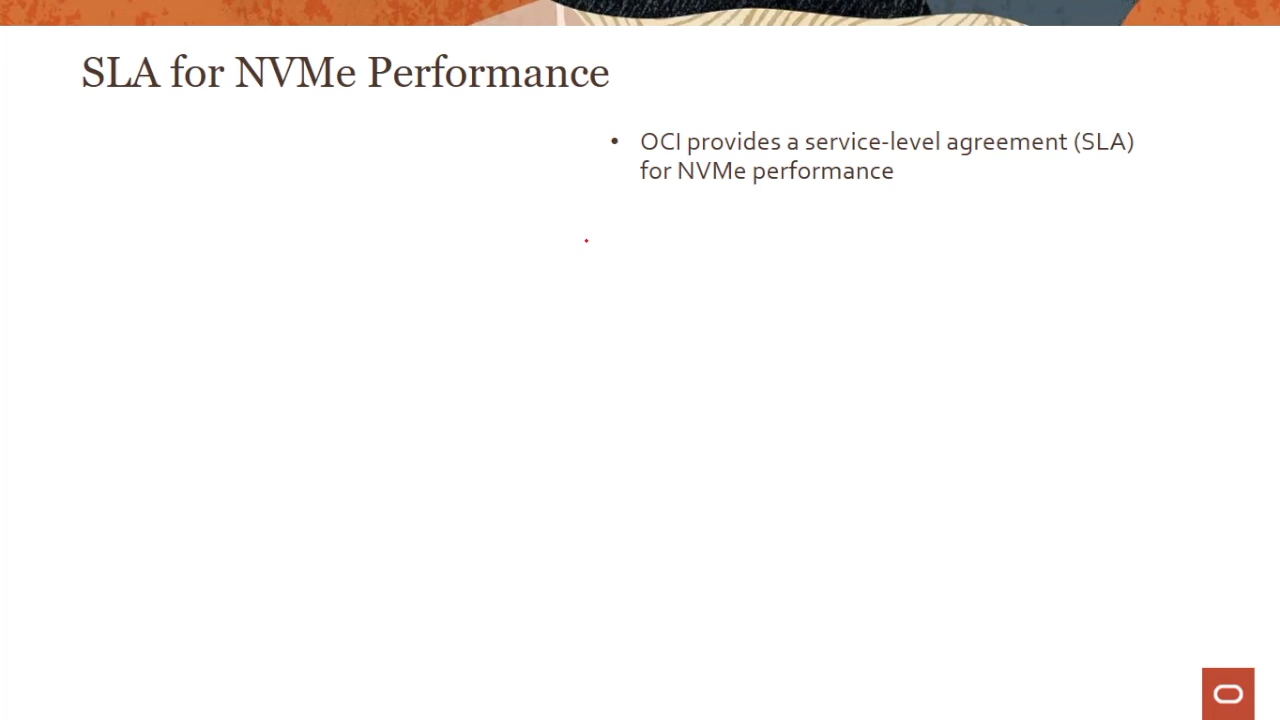 SLA for NVMe Performance
• OCI provides a service-level agreement (SLA)
for NVMe performance